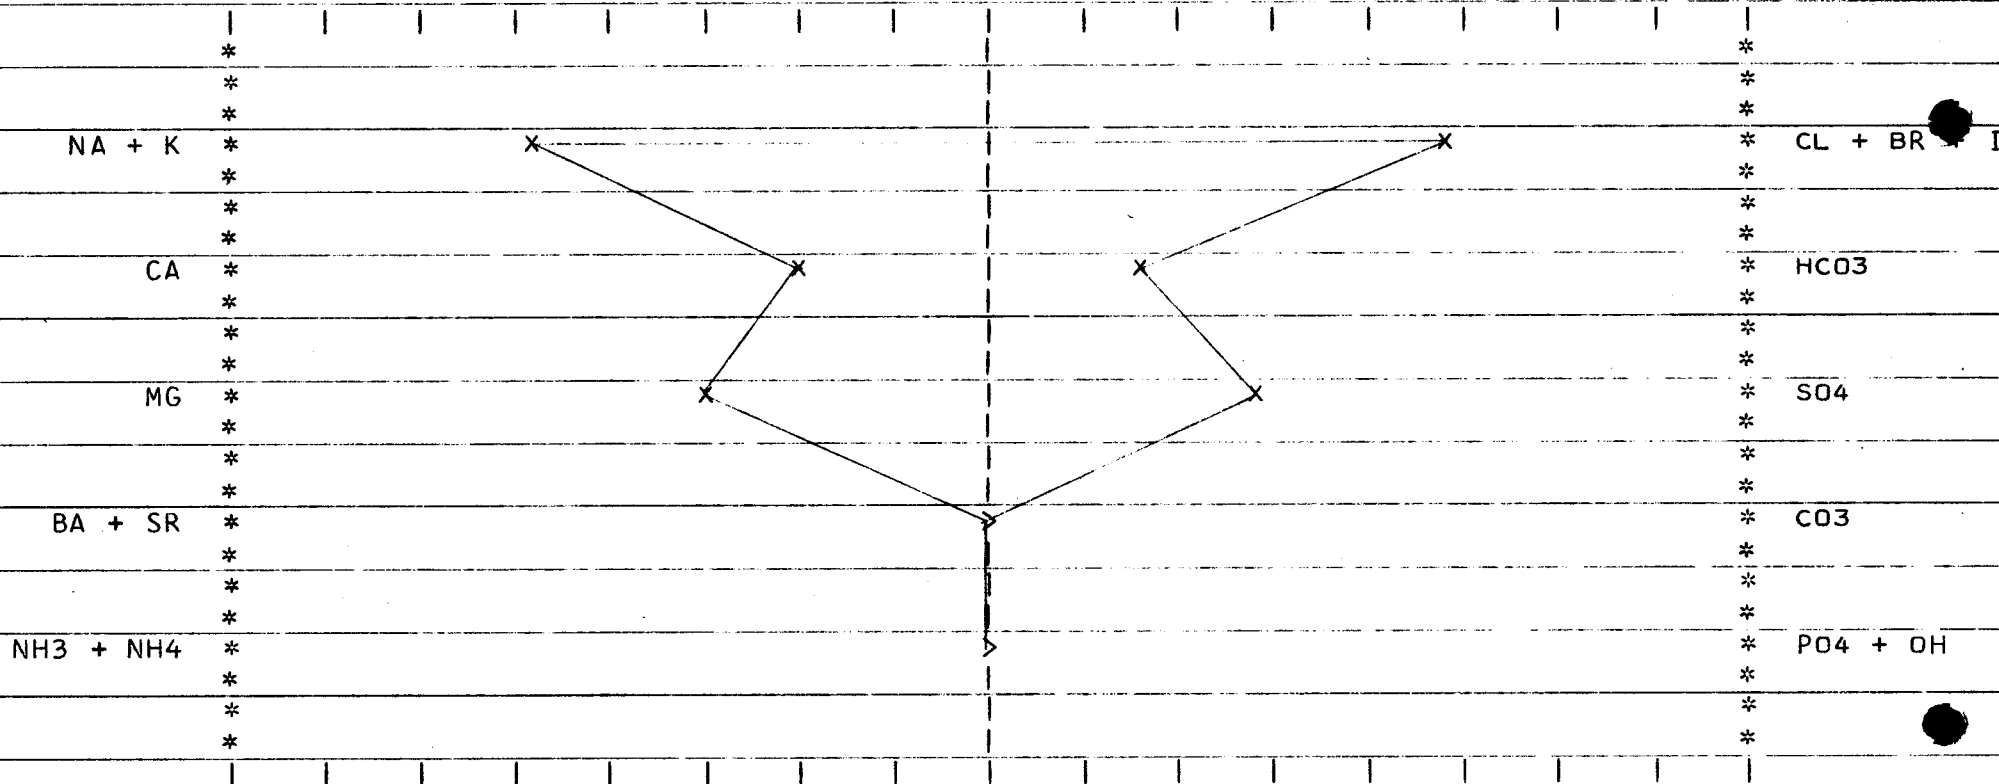 NA + K CL + BR + I
CA HCO3
MG SO4
BA + SR CO3
NH3 + NH4 PO4 + OH